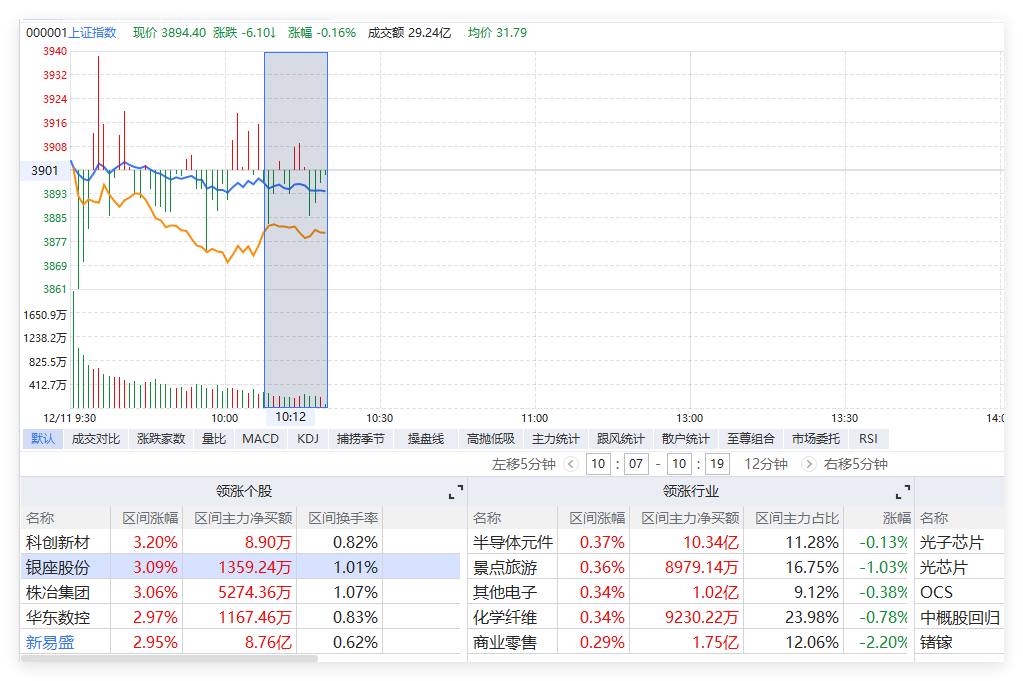 000001上证指数 现价 3894.40 涨跌 -6.10↓ 涨幅 -0.16% 成交额 29.24亿 均价 31.79
3940
3932
3924
3916
3908
3901
3893
3885
3877
3869
3861
1650.9万
1238.2万
825.5万
412.7万
12/11 9:30 10:00 10:12 10:30 11:00 13:00 13:30 14:0
默认 成交对比 涨跌家数 量比 MACD KDJ 捕捞季节 操盘线 高抛低吸 主力统计 跟风统计 散户统计 至尊组合 市场委托 RSI
左移5分钟 10 : 07 - 10 : 19 12分钟 右移5分钟
领涨个股 领涨行业
名称 区间涨幅 区间主力净买额 区间换手率 名称 区间涨幅 区间主力净买额 区间主力占比 涨幅 名称
科创新材 3.20% 8.90万 0.82% 半导体元件 0.37% 10.34亿 11.28% -0.13% 光子芯片
银座股份 3.09% 1359.24万 1.01% 景点旅游 0.36% 8979.14万 16.75% -1.03% 光芯片
株冶集团 3.06% 5274.36万 1.07% 其他电子 0.34% 1.02亿 9.12% -0.38% OCS
华东数控 2.97% 1167.46万 0.83% 化学纤维 0.34% 9230.22万 23.98% -0.78% 中概股回归
新易盛 2.95% 8.76亿 0.62% 商业零售 0.29% 1.75亿 12.06% -2.20% 锗镓